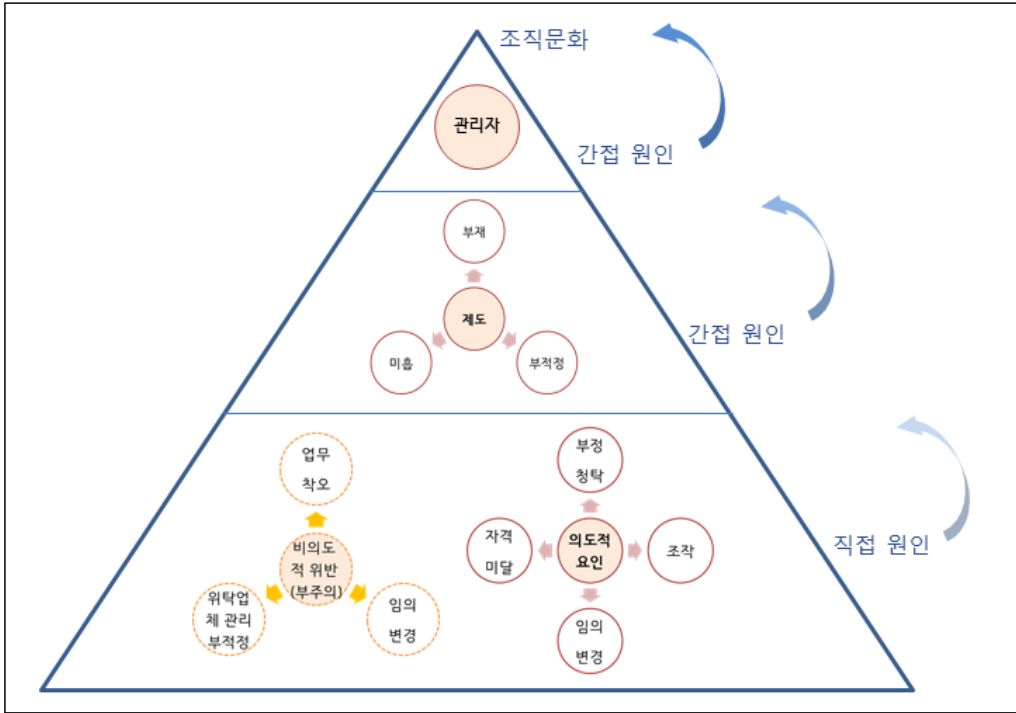 조직문화
관리자
간접 원인
부재
제도
미흡
부적정
간접 원인
업무
착오
비의도
적 위반
(부주의)
위탁업
체 관리
부적정
임의
변경
부정
청탁
자격
미달
의도적
요인
조작
임의
변경
직접 원인